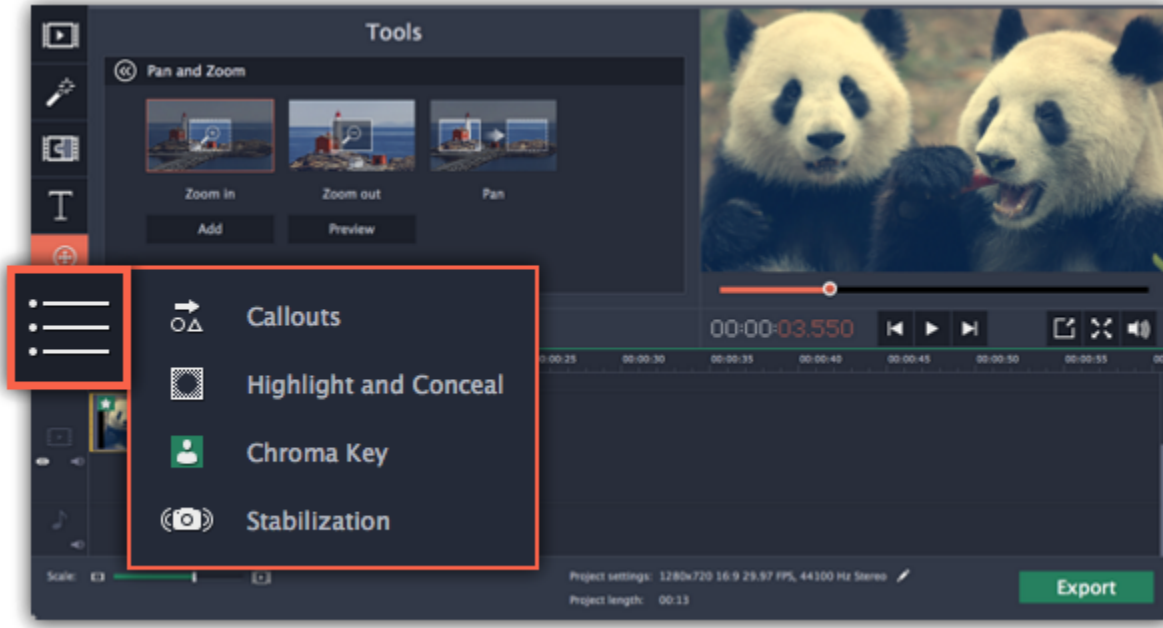 Tools
Pan and Zoom
Zoom in
Zoom out
Pan
Add
Preview
T
Callouts
Highlight and Conceal
Chroma Key
Stabilization
00:00:03.550
0:00:25 00:00:30 00:00:35 00:00:40 00:00:45 00:00:50 00:00:55 00
Scale:
Project settings: 1280x720 16:9 29.97 FPS, 44100 Hz Stereo
Project length: 00:13
Export